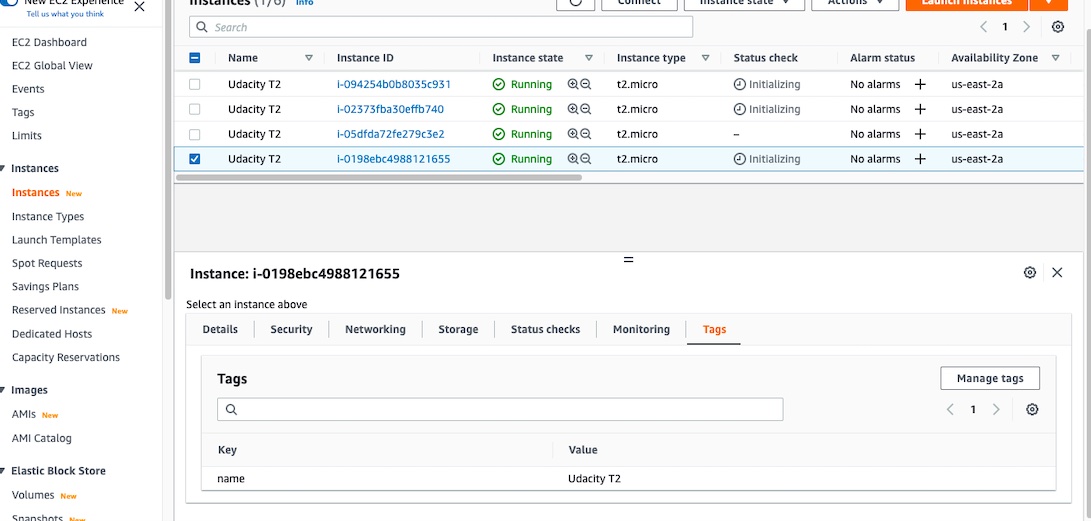 New EC2 Experience
Tell us what you think
EC2 Dashboard
EC2 Global View
Events
Tags
Limits
Instances
Instances New
Instance Types
Launch Templates
Spot Requests
Savings Plans
Reserved Instances New
Dedicated Hosts
Capacity Reservations
Images
AMIs New
AMI Catalog
Elastic Block Store
Volumes New
Snapshots New
Instances (1/6) Info
Connect
Instance state
Actions
Launch instances
Search
1
Name Instance ID Instance state Instance type Status check Alarm status Availability Zone
Udacity T2 i-094254b0b8035c931 Running t2.micro Initializing No alarms + us-east-2a
Udacity T2 i-02373fba30effb740 Running t2.micro Initializing No alarms + us-east-2a
Udacity T2 i-05dfda72fe279c3e2 Running t2.micro – No alarms + us-east-2a
Udacity T2 i-0198ebc4988121655 Running t2.micro Initializing No alarms + us-east-2a
Instance: i-0198ebc4988121655
Select an instance above
Details Security Networking Storage Status checks Monitoring Tags
Tags
Manage tags
1
Key Value
name Udacity T2